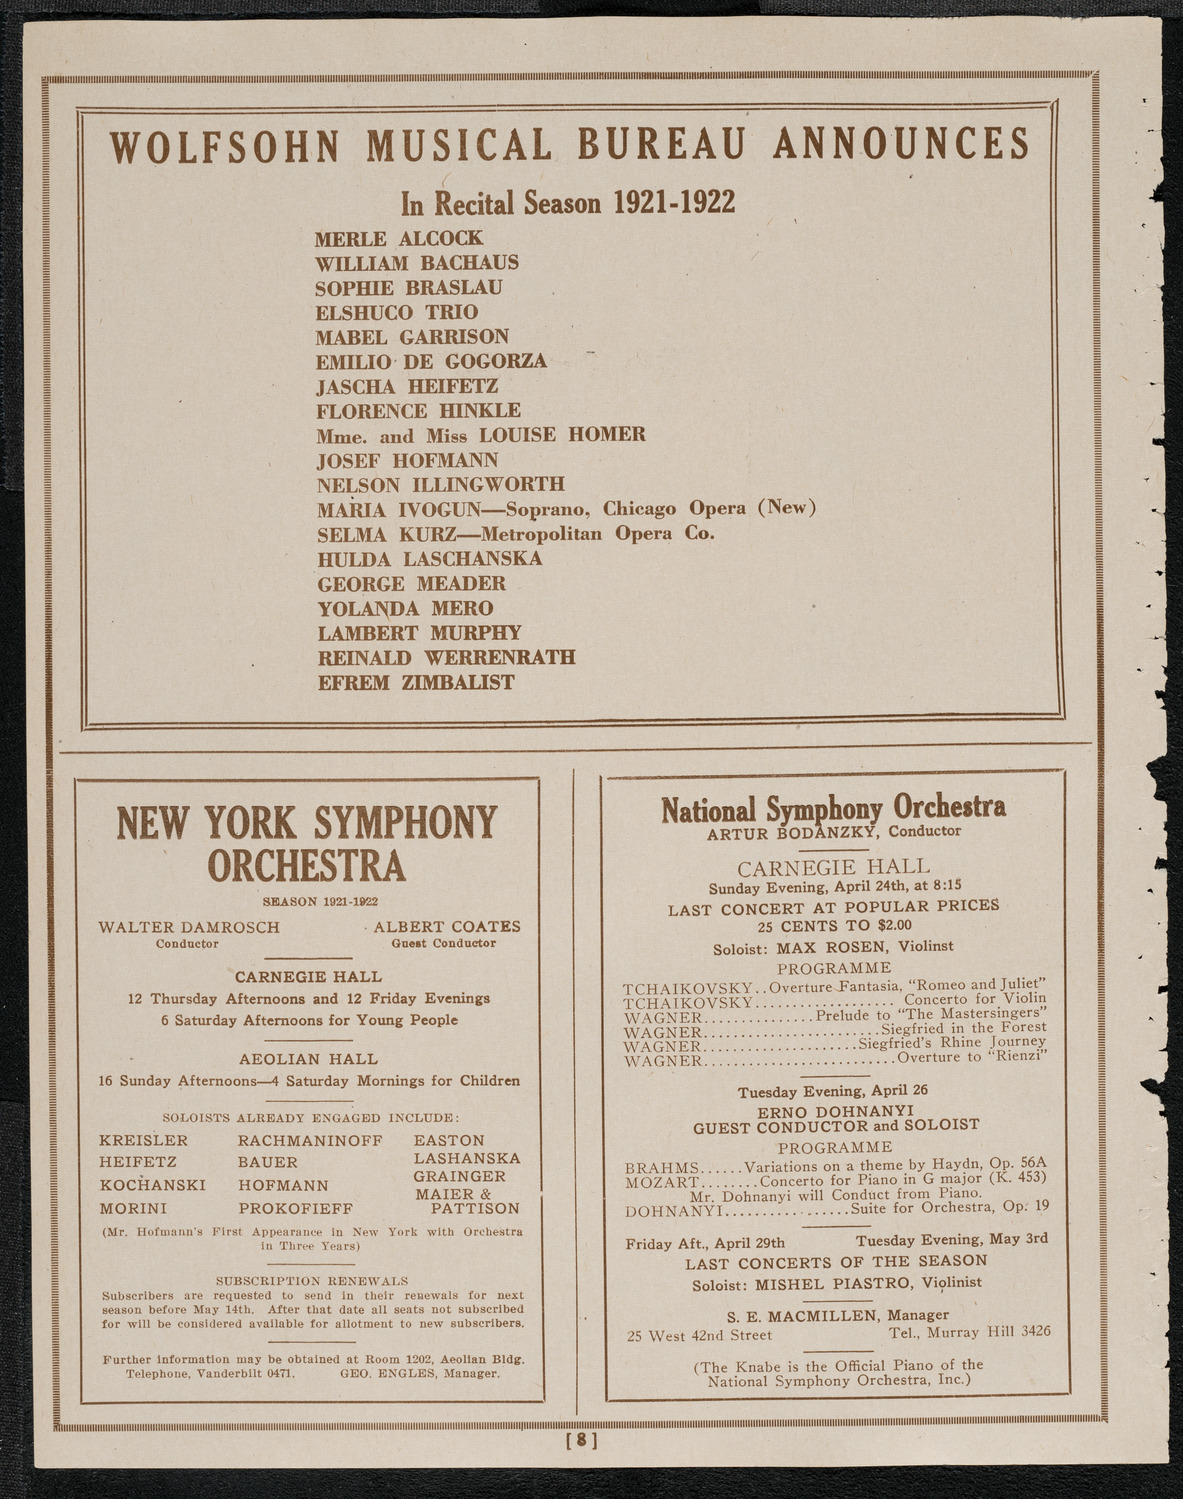 WOLFSOHN MUSICAL BUREAU ANNOUNCES
In Recital Season 1921-1922
MERLE ALCOCK
WILLIAM BACHAUS
SOPHIE BRASLAU
ELSHUCO TRIO
MABEL GARRISON
EMILIO DE GOGORZA
JASCHA HEIFETZ
FLORENCE HINKLE
Mme. and Miss LOUISE HOMER
JOSEF HOFMANN
NELSON ILLINGWORTH
MARIA IVOGUN—Soprano, Chicago Opera (New)
SELMA KURZ—Metropolitan Opera Co.
HULDA LASCHANSKA
GEORGE MEADER
YOLANDA MERO
LAMBERT MURPHY
REINALD WERRENRATH
EFREM ZIMBALIST
NEW YORK SYMPHONY
ORCHESTRA
SEASON 1921-1922
WALTER DAMROSCH ALBERT COATES
Conductor Guest Conductor
CARNEGIE HALL
12 Thursday Afternoons and 12 Friday Evenings
6 Saturday Afternoons for Young People
AEOLIAN HALL
16 Sunday Afternoons—4 Saturday Mornings for Children
SOLOISTS ALREADY ENGAGED INCLUDE:
KREISLER RACHMANINOFF EASTON
HEIFETZ BAUER LASHANSKA
KOCHANSKI HOFMANN GRAINGER
MORINI PROKOFIEFF MAIER &
PATTISON
(Mr. Hofmann's First Appearance in New York with Orchestra
in Three Years)
SUBSCRIPTION RENEWALS
Subscribers are requested to send in their renewals for next
season before May 14th. After that date all seats not subscribed
for will be considered available for allotment to new subscribers.
Further information may be obtained at Room 1202, Aeolian Bldg.
Telephone, Vanderbilt 0471. GEO. ENGLES, Manager.
National Symphony Orchestra
ARTUR BODANZKY, Conductor
CARNEGIE HALL
Sunday Evening, April 24th, at 8:15
LAST CONCERT AT POPULAR PRICES
25 CENTS TO $2.00
Soloist: MAX ROSEN, Violinst
PROGRAMME
TCHAIKOVSKY..Overture-Fantasia, "Romeo and Juliet"
TCHAIKOVSKY................... Concerto for Violin
WAGNER...............Prelude to "The Mastersingers"
WAGNER........................Siegfried in the Forest
WAGNER.....................Siegfried's Rhine Journey
WAGNER..........................Overture to "Rienzi"
Tuesday Evening, April 26
ERNO DOHNANYI
GUEST CONDUCTOR and SOLOIST
PROGRAMME
BRAHMS......Variations on a theme by Haydn, Op. 56A
MOZART........Concerto for Piano in G major (K. 453)
Mr. Dohnanyi will Conduct from Piano.
DOHNANYI.................Suite for Orchestra, Op. 19
Friday Aft., April 29th Tuesday Evening, May 3rd
LAST CONCERTS OF THE SEASON
Soloist: MISHEL PIASTRO, Violinist
S. E. MACMILLEN, Manager
25 West 42nd Street Tel., Murray Hill 3426
(The Knabe is the Official Piano of the
National Symphony Orchestra, Inc.)
[ 8 ]